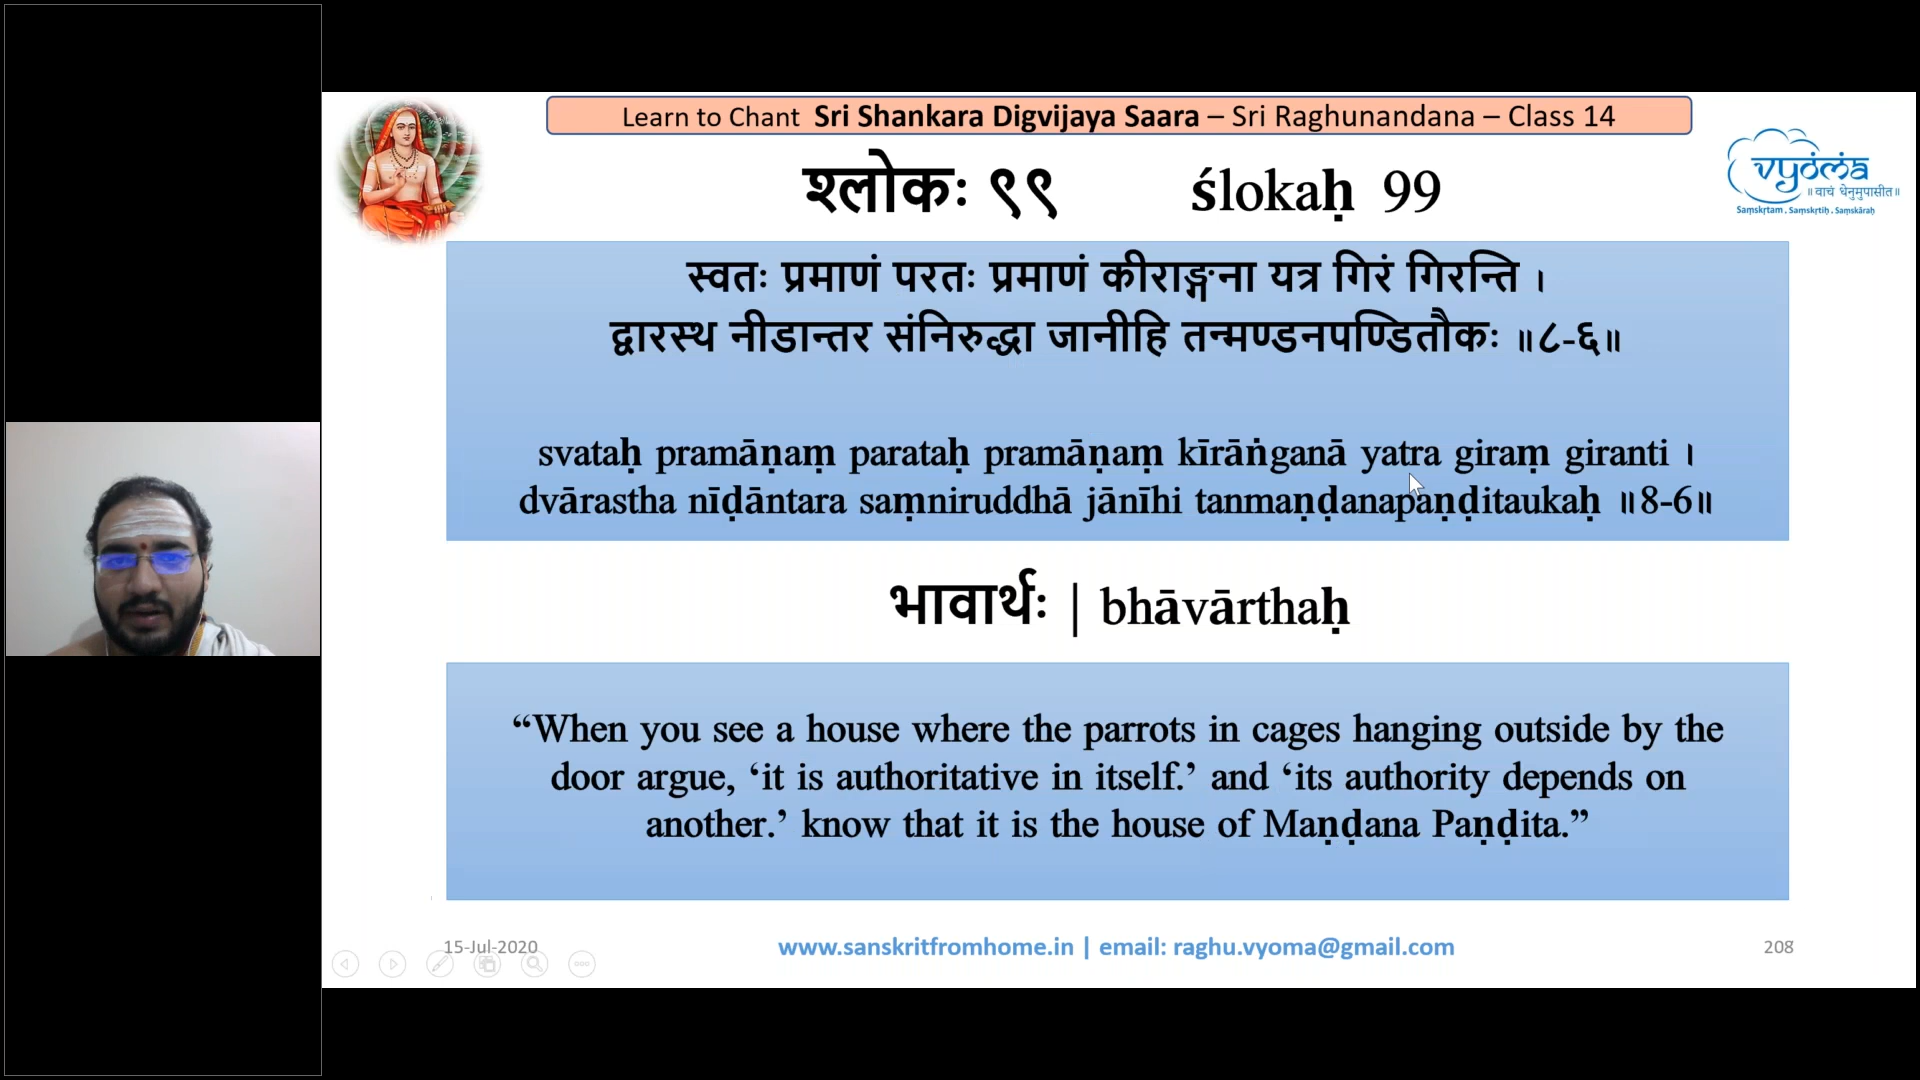 Learn to Chant Sri Shankara Digvijaya Saara – Sri Raghunandana – Class 14
vyoma
॥ वाचं धेनुमुपासीत॥
Saṃskṛtam . Saṃskṛtiḥ . Saṃskāraḥ
श्लोकः ९९ ślokaḥ 99
स्वतः प्रमाणं परतः प्रमाणं कीराङ्गना यत्र गिरं गिरन्ति ।
द्वारस्थ नीडान्तर संनिरुद्धा जानीहि तन्मण्डनपण्डितौकः ॥८-६॥
svataḥ pramāṇaṃ parataḥ pramāṇaṃ kīrāṅganā yatra giraṃ giranti ।
dvārastha nīḍāntara saṃniruddhā jānīhi tanmaṇḍanapaṇḍitaukaḥ ॥8-6॥
भावार्थः | bhāvārthaḥ
“When you see a house where the parrots in cages hanging outside by the
door argue, ‘it is authoritative in itself.’ and ‘its authority depends on
another.’ know that it is the house of Maṇḍana Paṇḍita.”
15-Jul-2020 www.sanskritfromhome.in | email: raghu.vyoma@gmail.com 208